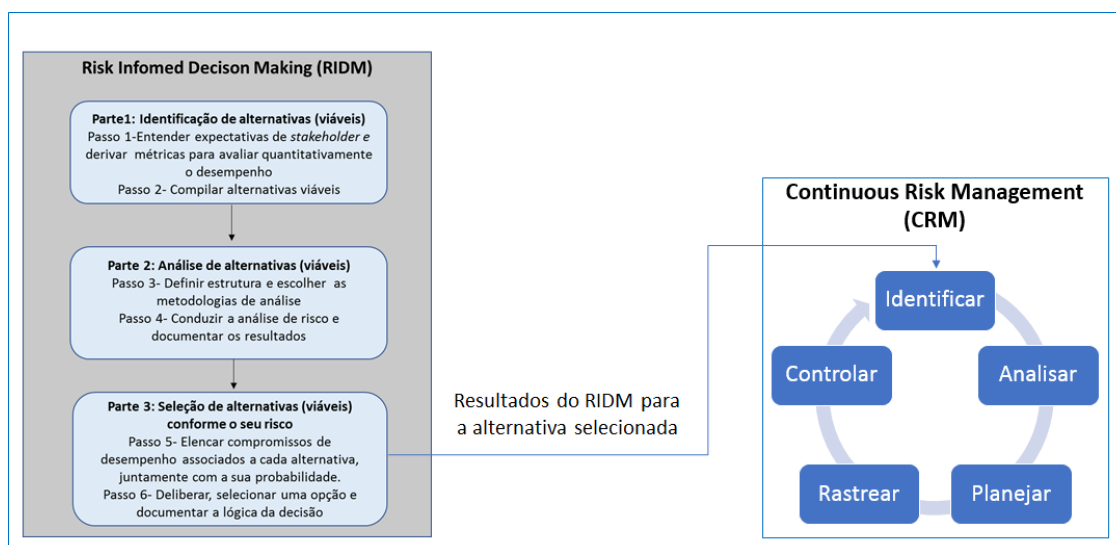 Risk Infomed Decison Making (RIDM)
Parte1: Identificação de alternativas (viáveis)
Passo 1-Entender expectativas de stakeholder e
derivar métricas para avaliar quantitativamente
o desempenho
Passo 2- Compilar alternativas viáveis
Parte 2: Análise de alternativas (viáveis)
Passo 3- Definir estrutura e escolher as
metodologias de análise
Passo 4- Conduzir a análise de risco e
documentar os resultados
Parte 3: Seleção de alternativas (viáveis)
conforme o seu risco
Passo 5- Elencar compromissos de
desempenho associados a cada alternativa,
juntamente com a sua probabilidade.
Passo 6- Deliberar, selecionar uma opção e
documentar a lógica da decisão
Resultados do RIDM para
a alternativa selecionada
Continuous Risk Management
(CRM)
Identificar
Analisar
Planejar
Rastrear
Controlar